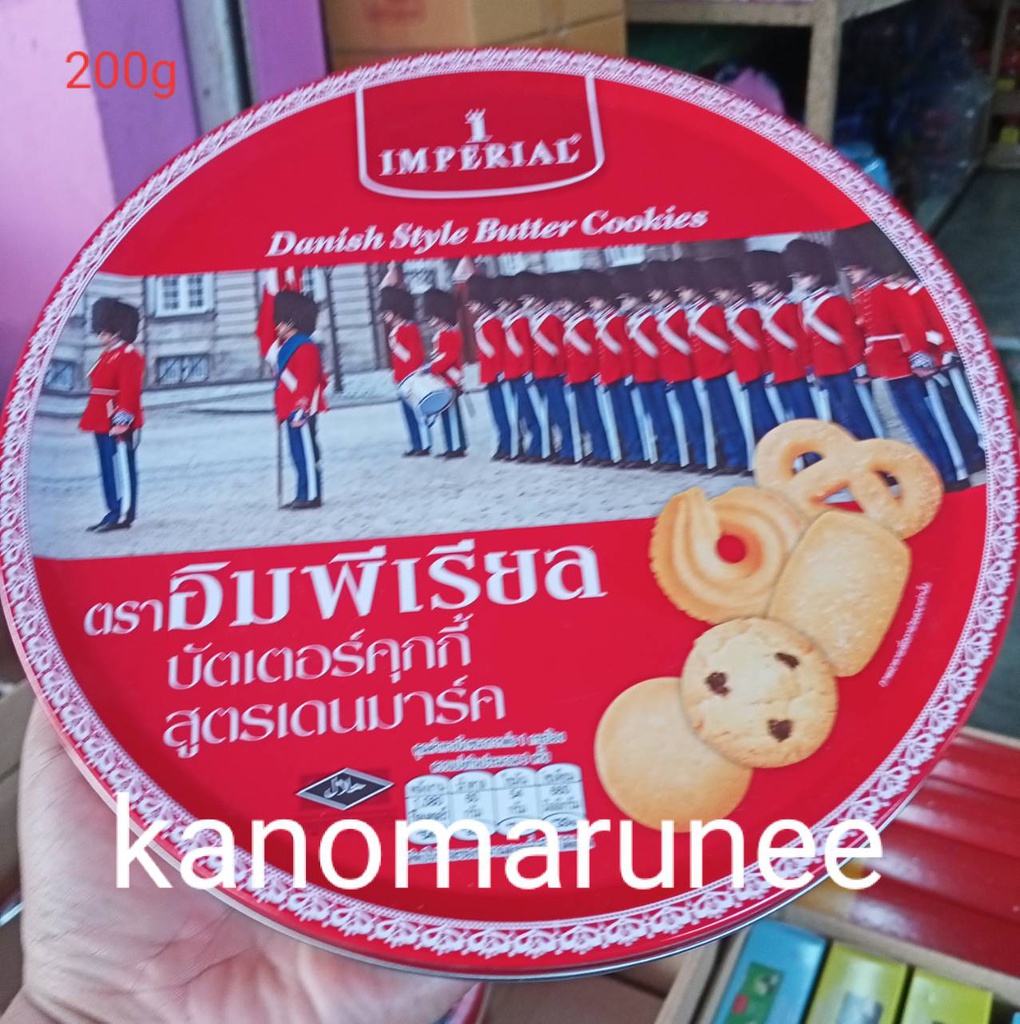 200g
IMPERIAL
Danish Style Butter Cookies
ตราอิมพีเรียล
บัตเตอร์คุกกี้
สูตรเดนมาร์ค
حلال
kanomarunee